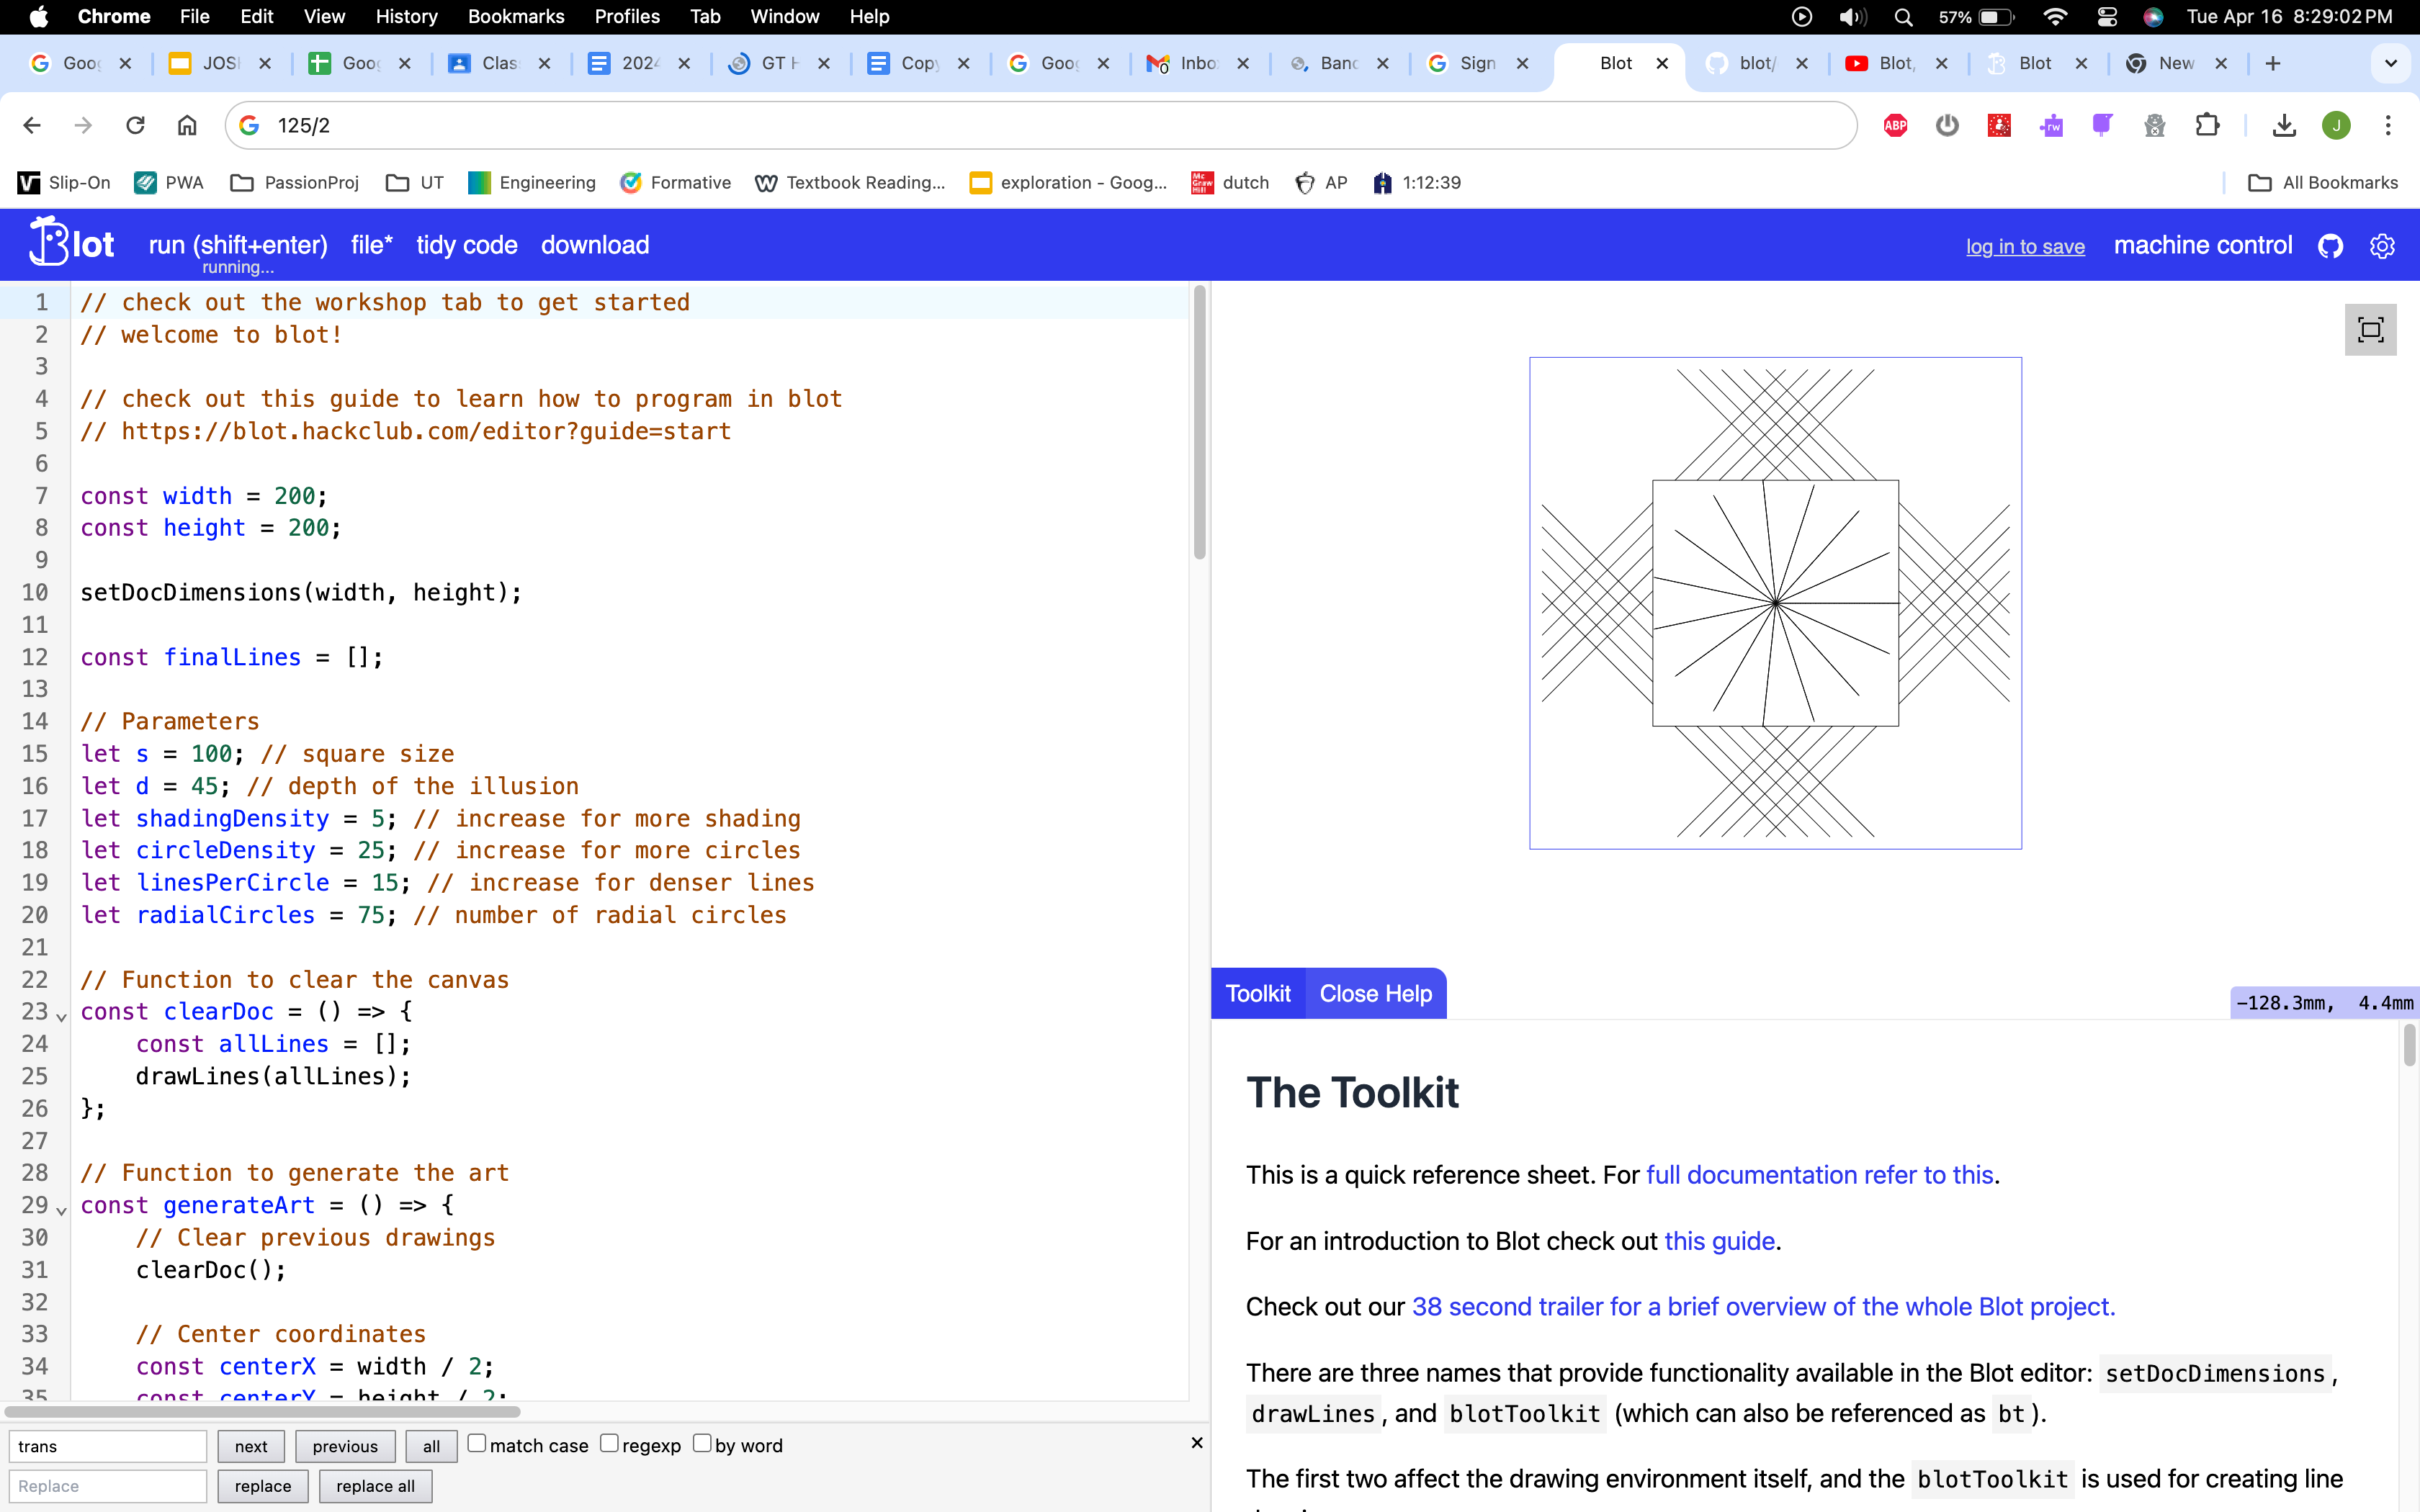 Chrome File Edit View History Bookmarks Profiles Tab Window Help 57% Tue Apr 16 8:29:02 PM
Goo JOSI Goo Clas 2024 GT H Copy Goo Inbo Banc Sign Blot blot/ Blot, Blot New
125/2 ABP rw J
Slip-On PWA PassionProj UT Engineering Formative Textbook Reading... exploration - Goog... Mc Graw Hill dutch AP 1:12:39 All Bookmarks
Blot run (shift+enter) file* tidy code download log in to save machine control
running...
1 // check out the workshop tab to get started
2 // welcome to blot!
3
4 // check out this guide to learn how to program in blot
5 // https://blot.hackclub.com/editor?guide=start
6
7 const width = 200;
8 const height = 200;
9
10 setDocDimensions(width, height);
11
12 const finalLines = [];
13
14 // Parameters
15 let s = 100; // square size
16 let d = 45; // depth of the illusion
17 let shadingDensity = 5; // increase for more shading
18 let circleDensity = 25; // increase for more circles
19 let linesPerCircle = 15; // increase for denser lines
20 let radialCircles = 75; // number of radial circles
21
22 // Function to clear the canvas
23 const clearDoc = () => {
24 const allLines = [];
25 drawLines(allLines);
26 };
27
28 // Function to generate the art
29 const generateArt = () => {
30 // Clear previous drawings
31 clearDoc();
32
33 // Center coordinates
34 const centerX = width / 2;
35 const centerY = height / 2;
trans next previous all match case regexp by word
Replace replace replace all
Toolkit Close Help
-128.3mm, 4.4mm
The Toolkit
This is a quick reference sheet. For full documentation refer to this.
For an introduction to Blot check out this guide.
Check out our 38 second trailer for a brief overview of the whole Blot project.
There are three names that provide functionality available in the Blot editor: setDocDimensions ,
drawLines , and blotToolkit (which can also be referenced as bt ).
The first two affect the drawing environment itself, and the blotToolkit is used for creating line